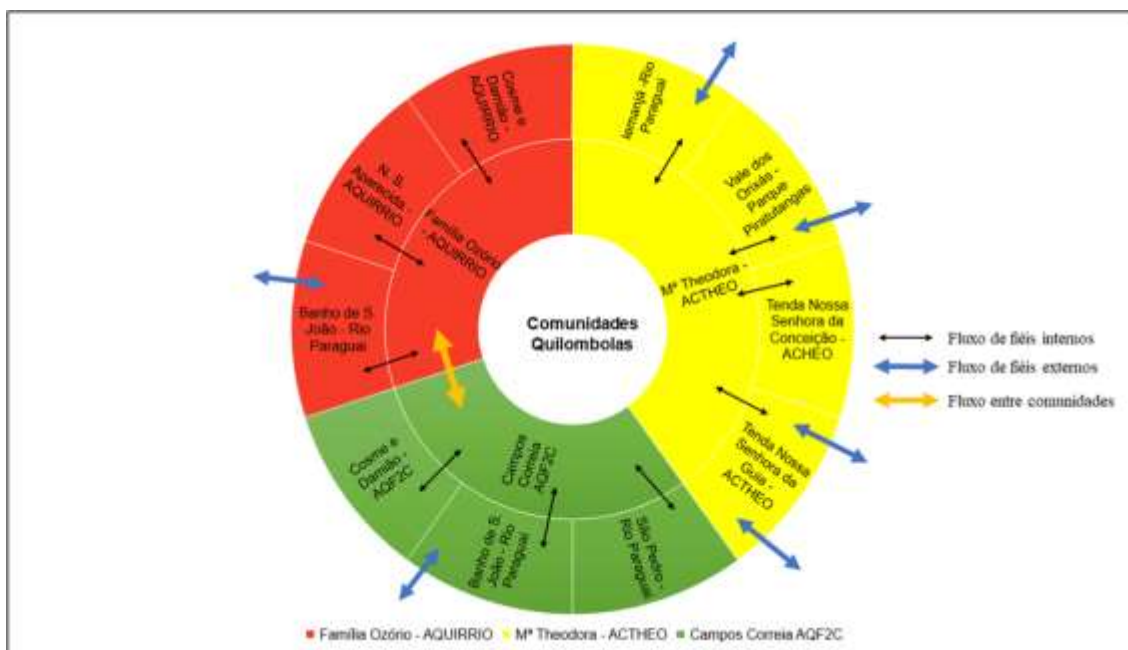 Comunidades
Quilombolas
Família Ozório
- AQUIRRIO
Cosme e
Damião -
AQUIRRIO
N. S.
Aparecida -
AQUIRRIO
Banho de S.
João - Rio
Paraguai
Mª Theodora -
ACTHEO
Iemanjá -Rio
Paraguai
Vale dos
Orixás -
Parque
Piratutangas
Tenda Nossa
Senhora da
Conceição -
ACHEO
Tenda Nossa
Senhora da
Guia -
ACTHEO
Campos
Correia
AQF2C
São Pedro -
Rio Paraguai
Banho de S.
João - Rio
Paraguai
Cosme e
Damião -
AQF2C
Fluxo de fiéis internos
Fluxo de fiéis externos
Fluxo entre comunidades
Família Ozório - AQUIRRIO Mª Theodora - ACTHEO Campos Correia AQF2C